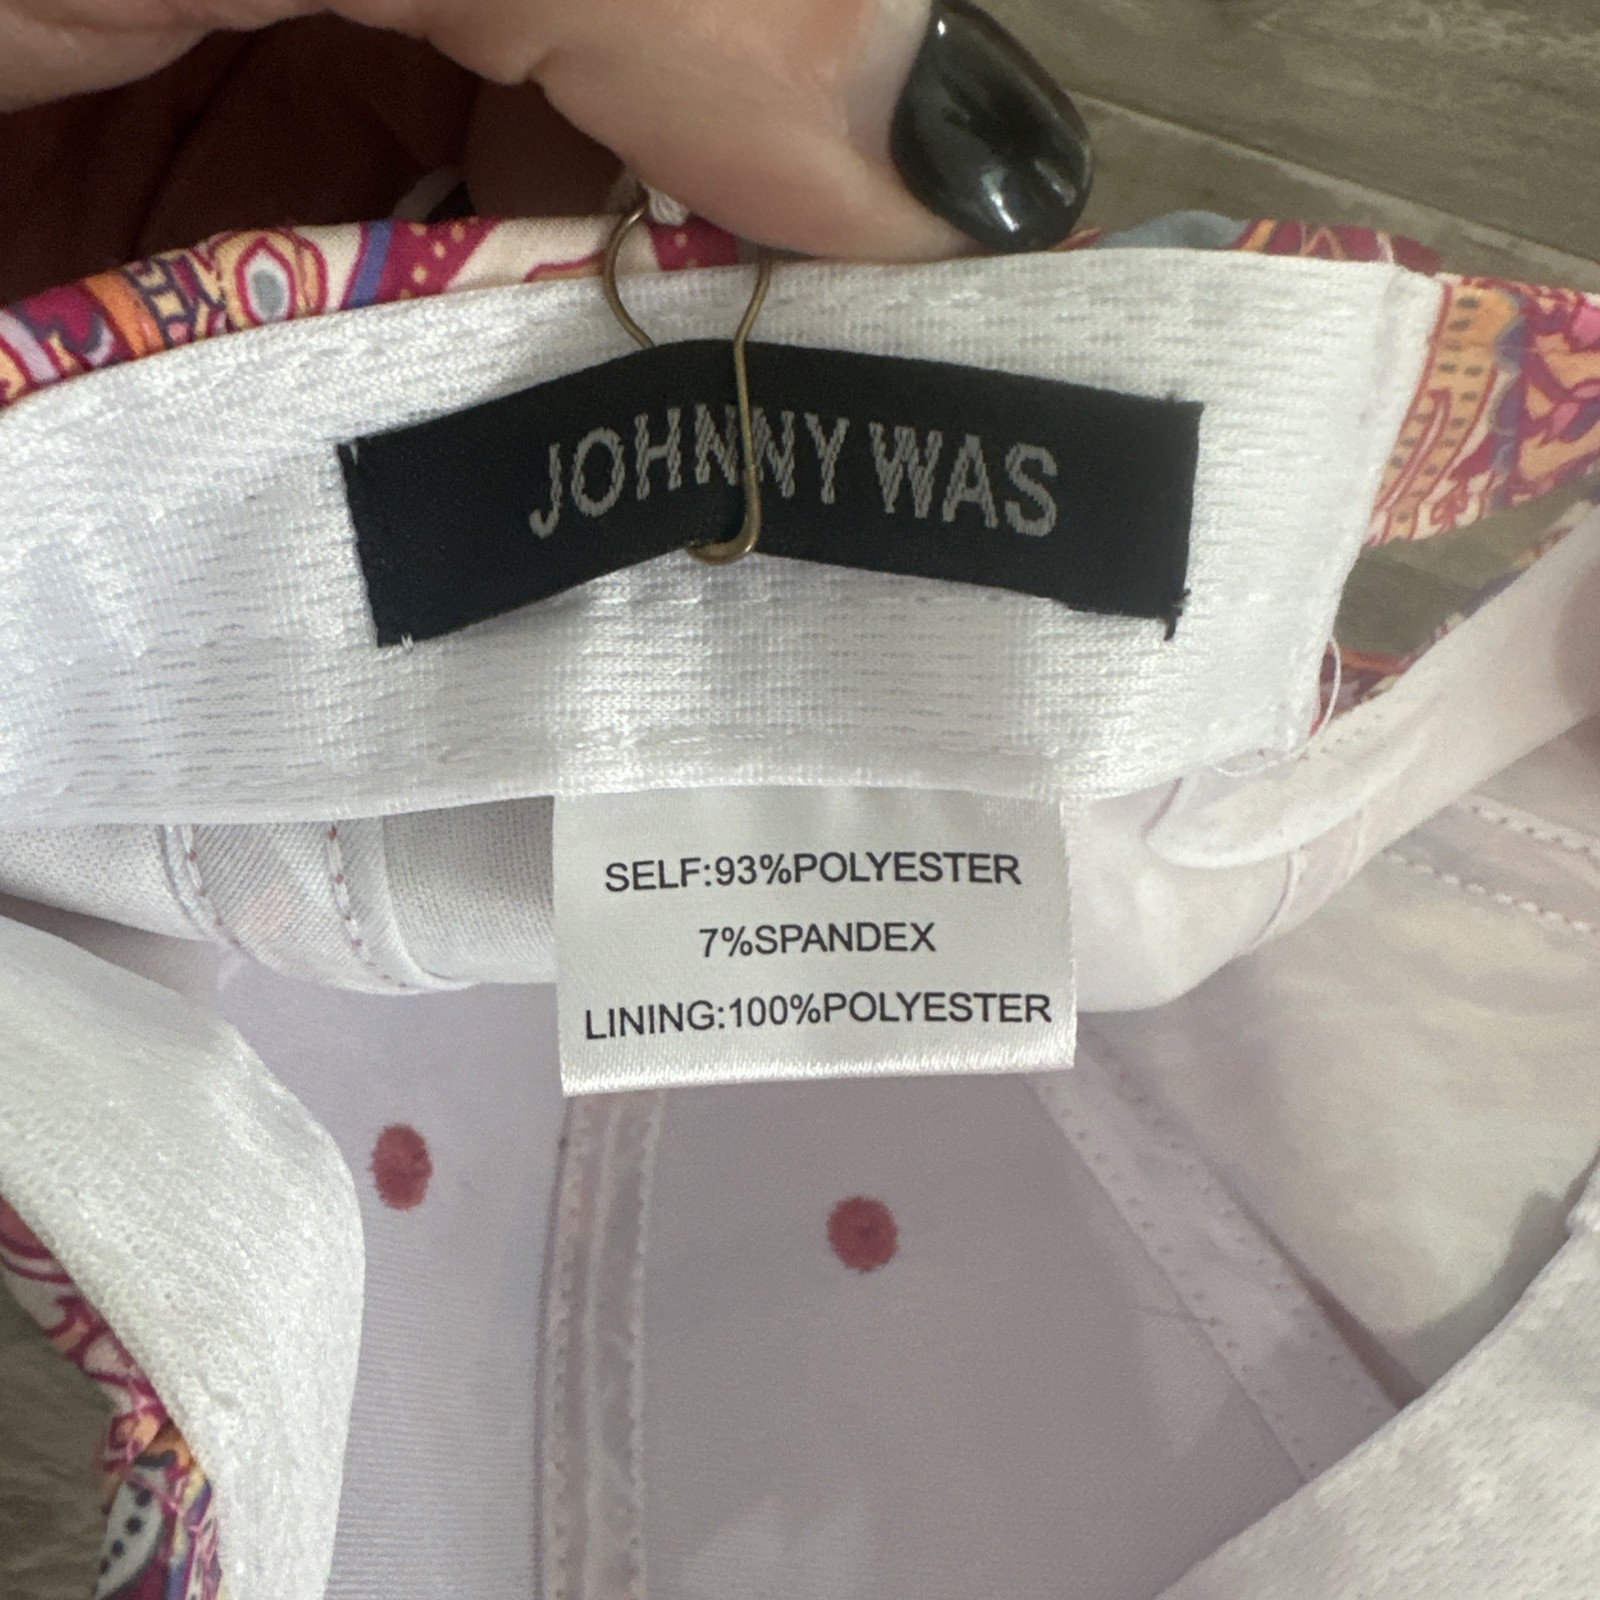 JOHNNY WAS
SELF:93%POLYESTER
7%SPANDEX
LINING:100%POLYESTER